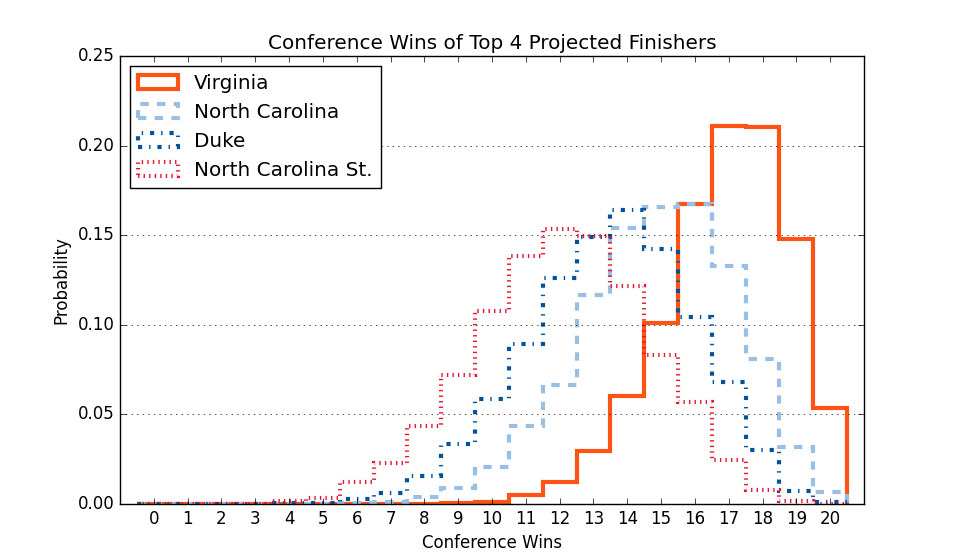 Conference Wins of Top 4 Projected Finishers
0.25
0.20
0.15
0.10
0.05
0.00
Probability
Virginia
North Carolina
Duke
North Carolina St.
0 1 2 3 4 5 6 7 8 9 10 11 12 13 14 15 16 17 18 19 20
Conference Wins